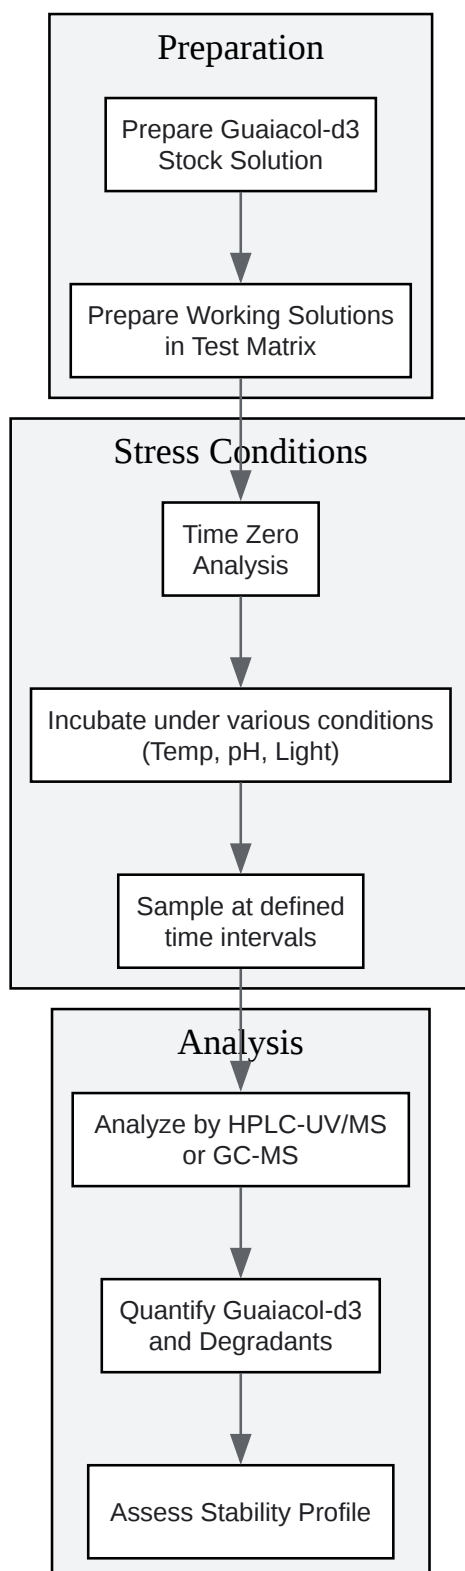 Preparation
Prepare Guaiacol-d3
Stock Solution
Prepare Working Solutions
in Test Matrix
Stress Conditions
Time Zero
Analysis
Incubate under various conditions
(Temp, pH, Light)
Sample at defined
time intervals
Analysis
Analyze by HPLC-UV/MS
or GC-MS
Quantify Guaiacol-d3
and Degradants
Assess Stability Profile